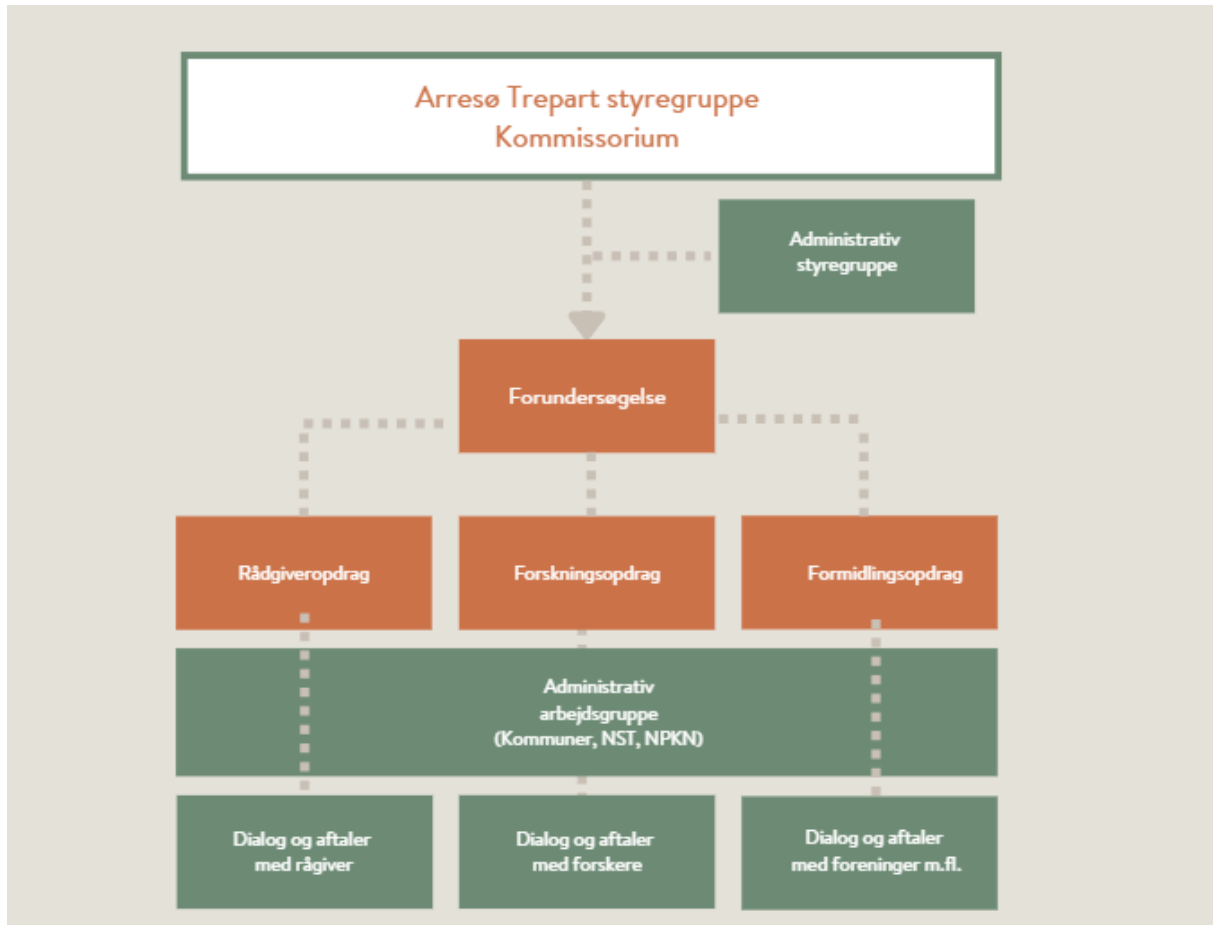 Arresø Trepart styregruppe
Kommissorium
Administrativ
styregruppe
Forundersøgelse
Rådgiveropdrag
Forskningsopdrag
Formidlingsopdrag
Administrativ
arbejdsgruppe
(Kommuner, NST, NPKN)
Dialog og aftaler
med rågiver
Dialog og aftaler
med forskere
Dialog og aftaler
med foreninger m.fl.